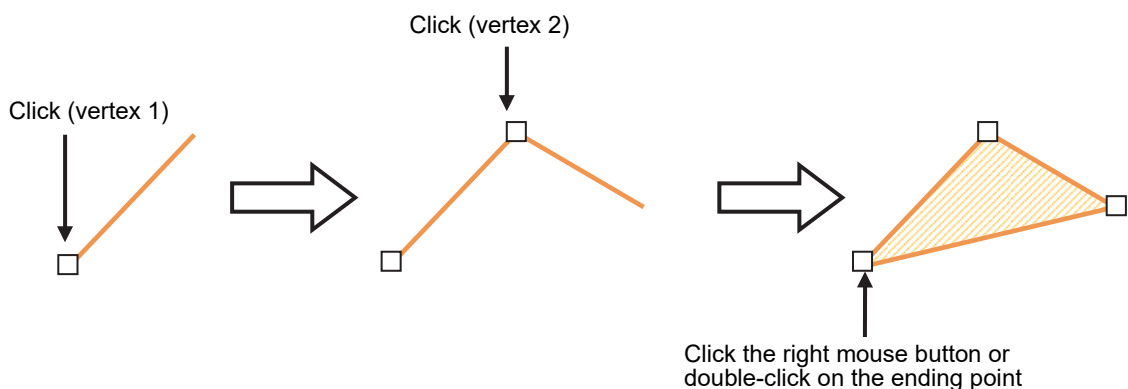 Click (vertex 1)
Click (vertex 2)
Click the right mouse button or
double-click on the ending point